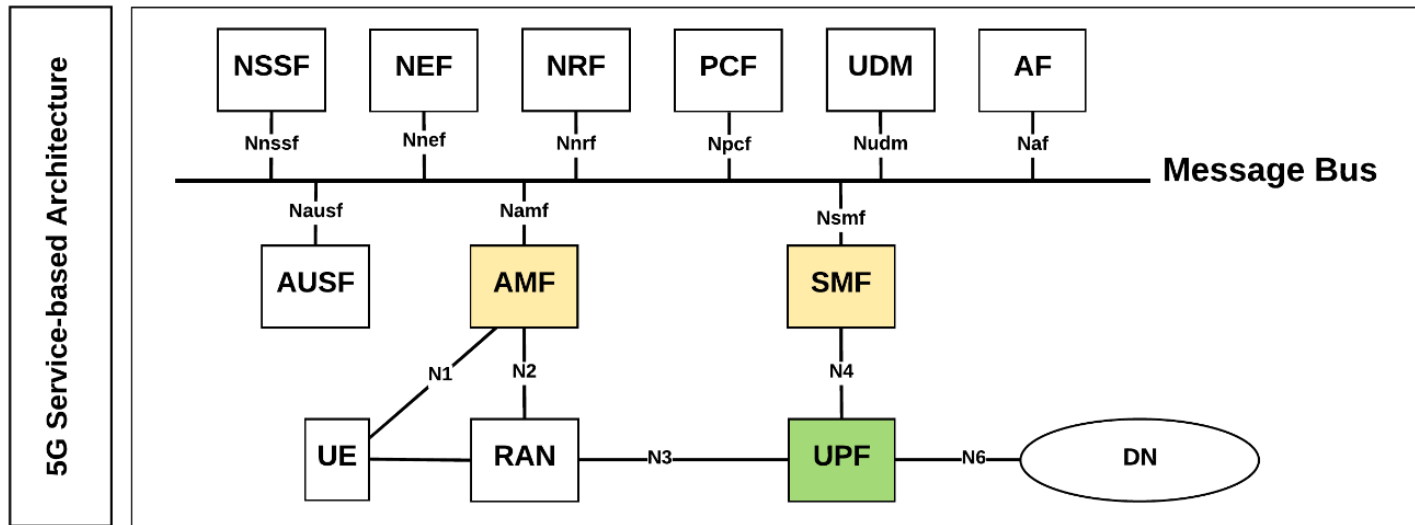 5G Service-based Architecture
NSSF
NEF
NRF
PCF
UDM
AF
Nnssf
Nnef
Nnrf
Npcf
Nudm
Naf
Message Bus
Nausf
Namf
Nsmf
AUSF
AMF
SMF
N1
N2
N4
UE
RAN
N3
UPF
N6
DN